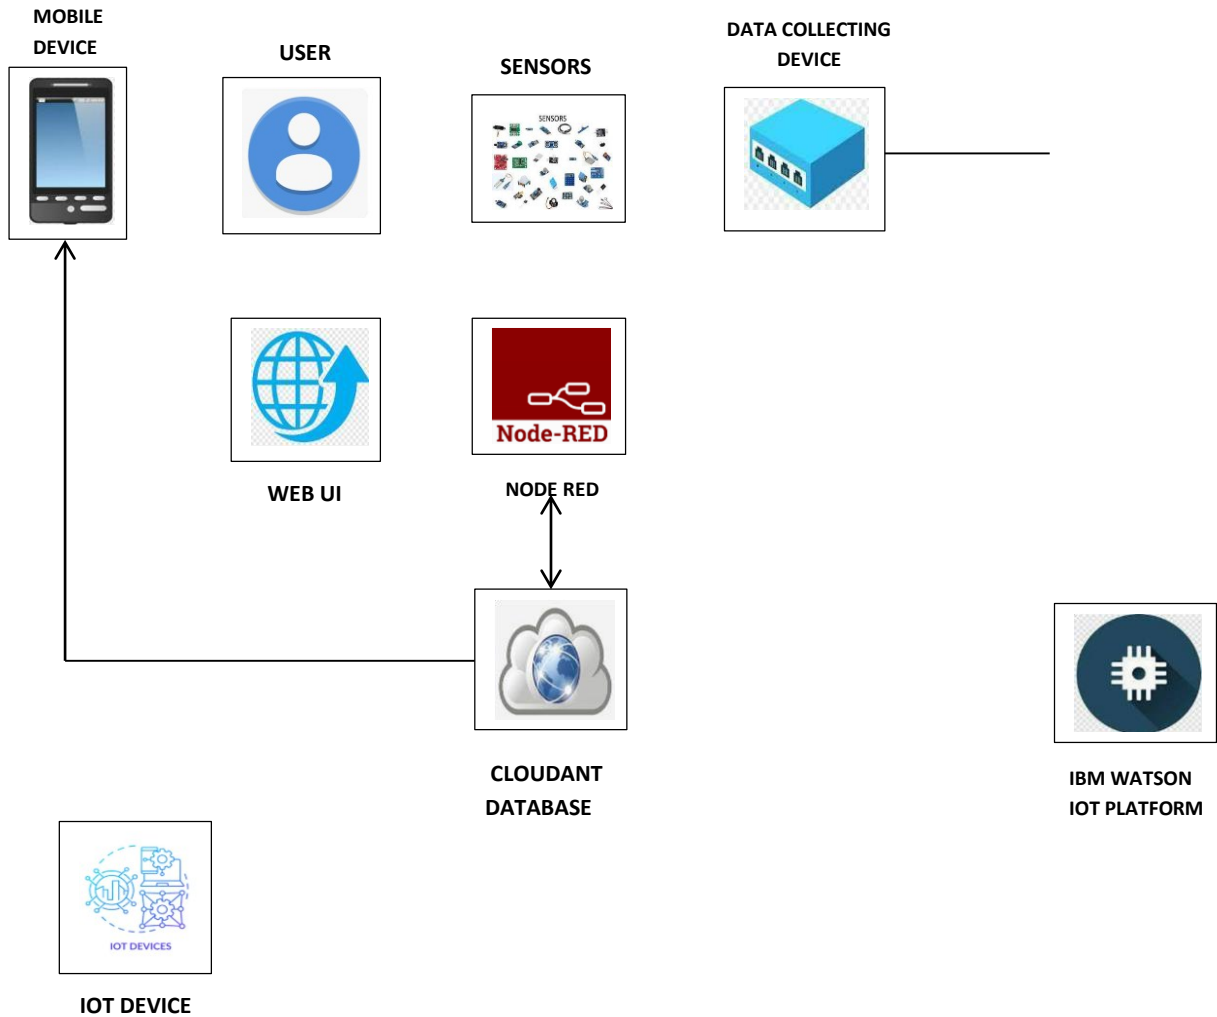 MOBILE
DEVICE
USER
SENSORS
DATA COLLECTING
DEVICE
SENSORS
Node-RED
WEB UI
NODE RED
CLOUDANT
DATABASE
IBM WATSON
IOT PLATFORM
IOT DEVICES
IOT DEVICE